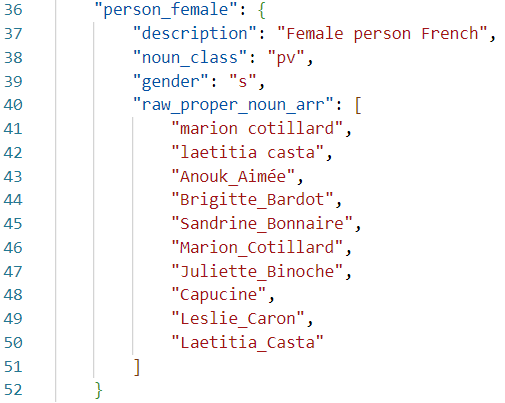 36 "person_female": {
37 "description": "Female person French",
38 "noun_class": "pv",
39 "gender": "s",
40 "raw_proper_noun_arr": [
41 "marion cotillard",
42 "laetitia casta",
43 "Anouk_Aimée",
44 "Brigitte_Bardot",
45 "Sandrine_Bonnaire",
46 "Marion_Cotillard",
47 "Juliette_Binoche",
48 "Capucine",
49 "Leslie_Caron",
50 "Laetitia_Casta"
51 ]
52 }